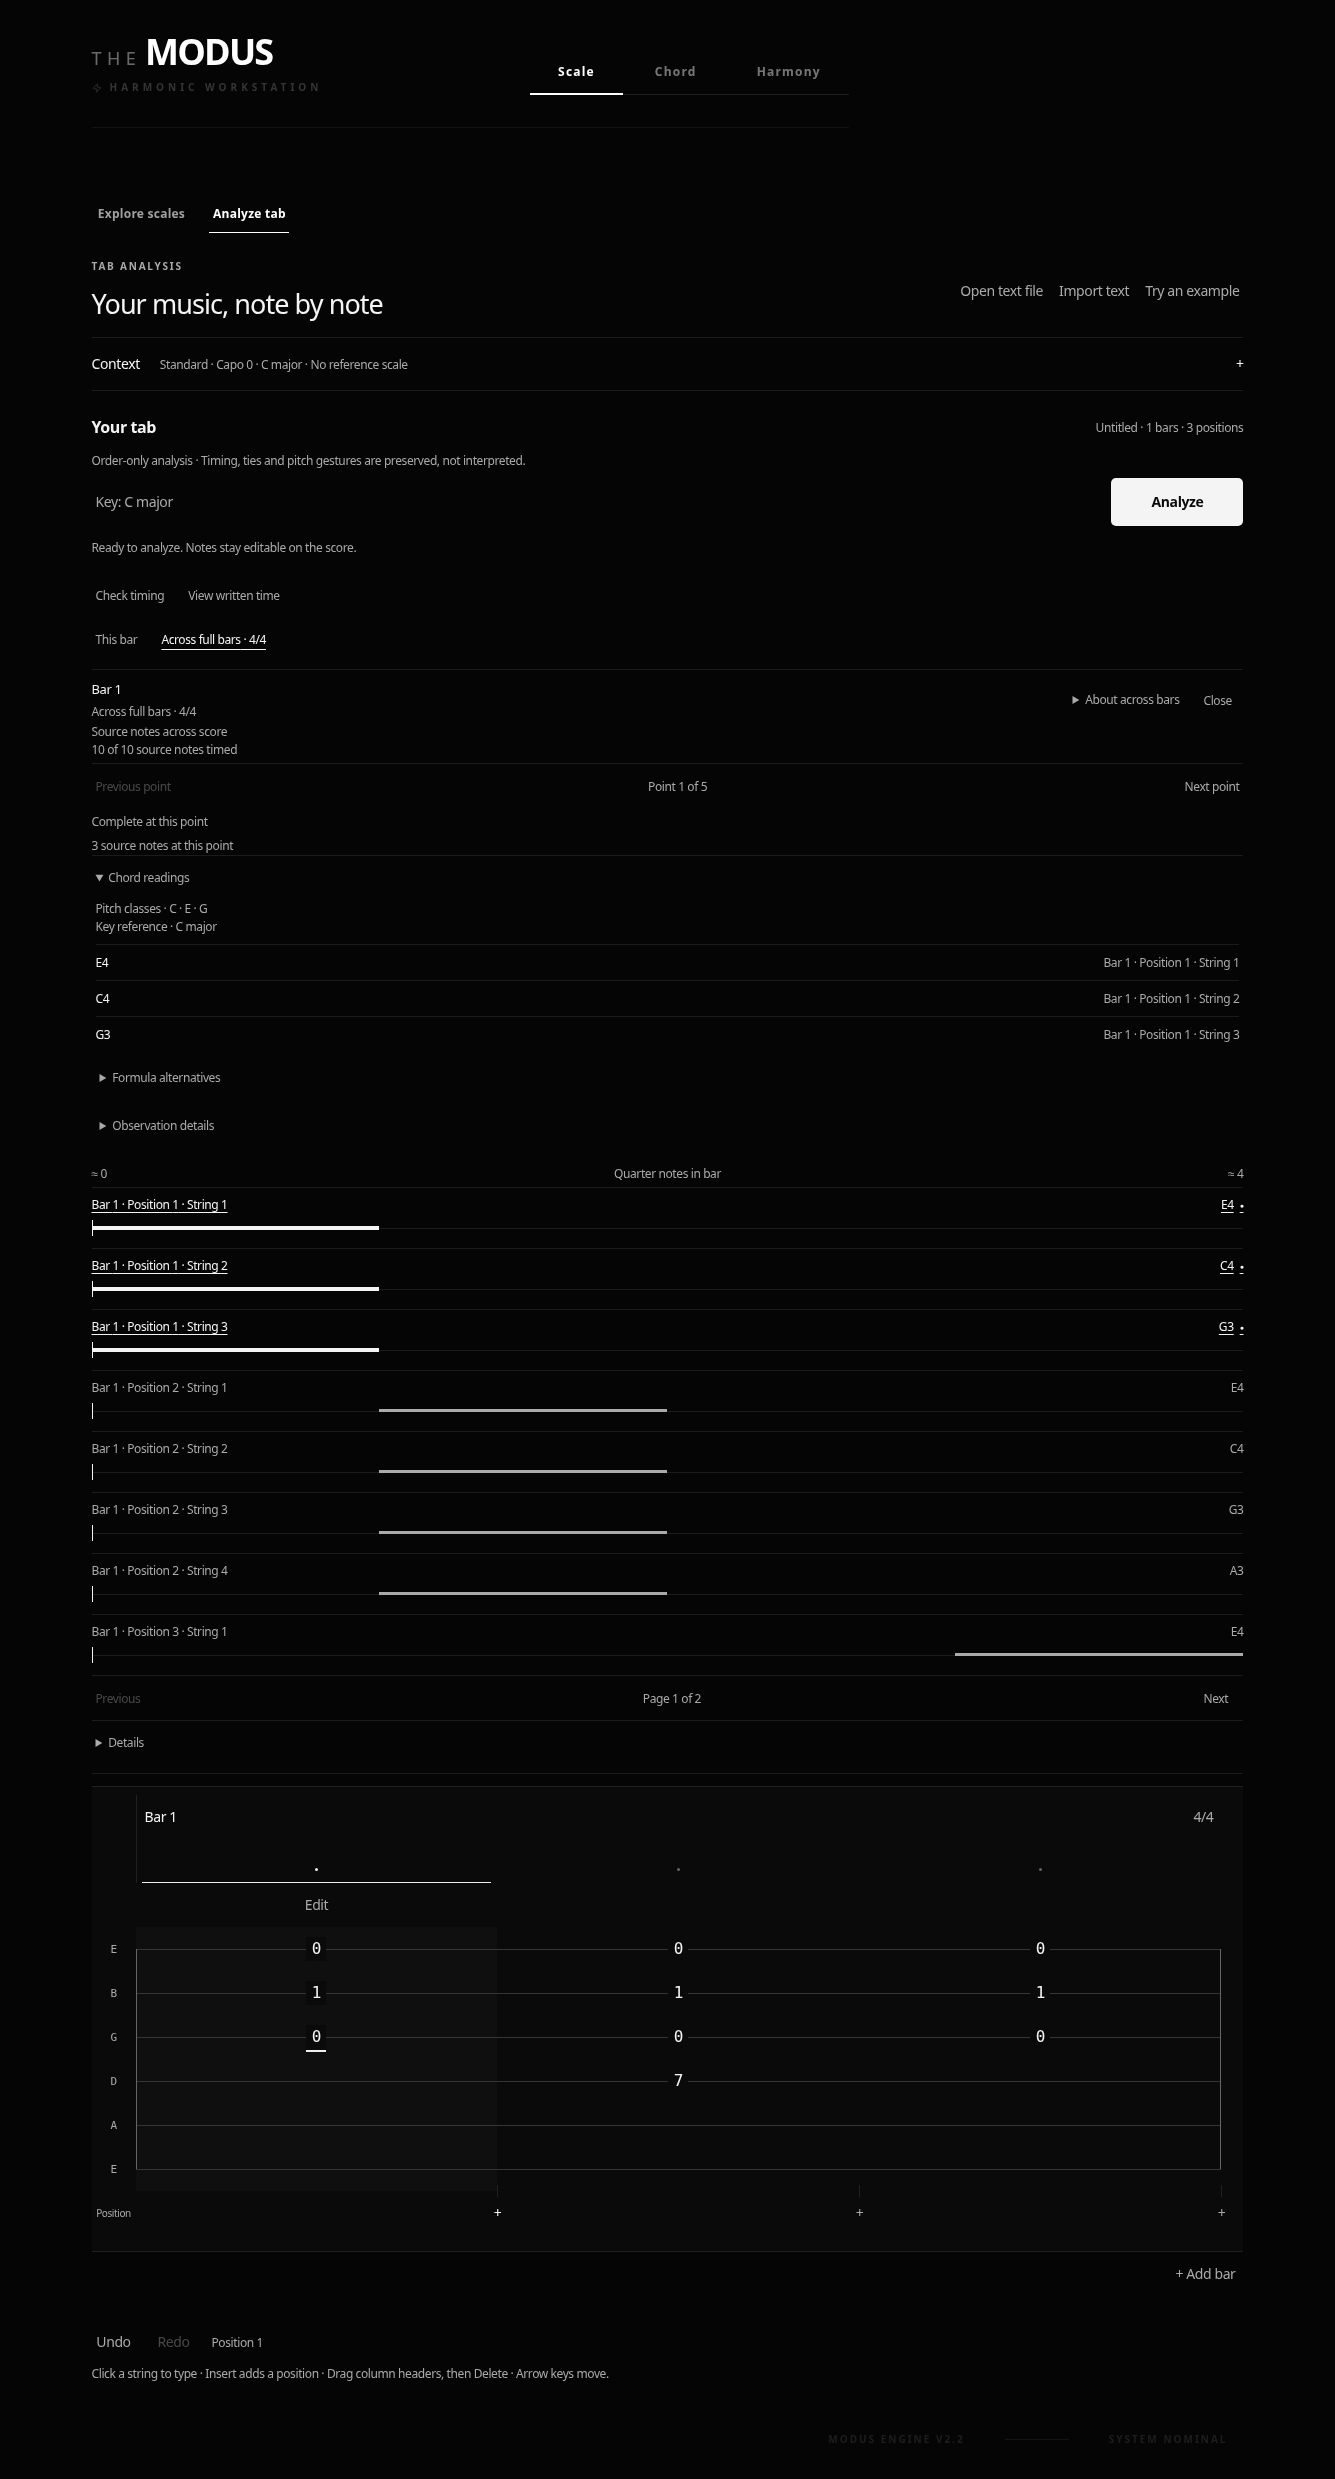 THE MODUS
HARMONIC WORKSTATION
Scale Chord Harmony
Explore scales Analyze tab
TAB ANALYSIS
Your music, note by note
Open text file Import text Try an example
Context Standard · Capo 0 · C major · No reference scale +
Your tab Untitled · 1 bars · 3 positions
Order-only analysis · Timing, ties and pitch gestures are preserved, not interpreted.
Key: C major Analyze
Ready to analyze. Notes stay editable on the score.
Check timing View written time
This bar Across full bars · 4/4
Bar 1
▶ About across bars Close
Across full bars · 4/4
Source notes across score
10 of 10 source notes timed
Previous point Point 1 of 5 Next point
Complete at this point
3 source notes at this point
▼ Chord readings
Pitch classes · C · E · G
Key reference · C major
E4 Bar 1 · Position 1 · String 1
C4 Bar 1 · Position 1 · String 2
G3 Bar 1 · Position 1 · String 3
▶ Formula alternatives
▶ Observation details
≈ 0 Quarter notes in bar ≈ 4
Bar 1 · Position 1 · String 1 E4 •
Bar 1 · Position 1 · String 2 C4 •
Bar 1 · Position 1 · String 3 G3 •
Bar 1 · Position 2 · String 1 E4
Bar 1 · Position 2 · String 2 C4
Bar 1 · Position 2 · String 3 G3
Bar 1 · Position 2 · String 4 A3
Bar 1 · Position 3 · String 1 E4
Previous Page 1 of 2 Next
▶ Details
Bar 1 4/4
• • •
Edit
E 0 0 0
B 1 1 1
G 0 0 0
D 7
A
E
Position + + +
+ Add bar
Undo Redo Position 1
Click a string to type · Insert adds a position · Drag column headers, then Delete · Arrow keys move.
MODUS ENGINE V2.2 SYSTEM NOMINAL